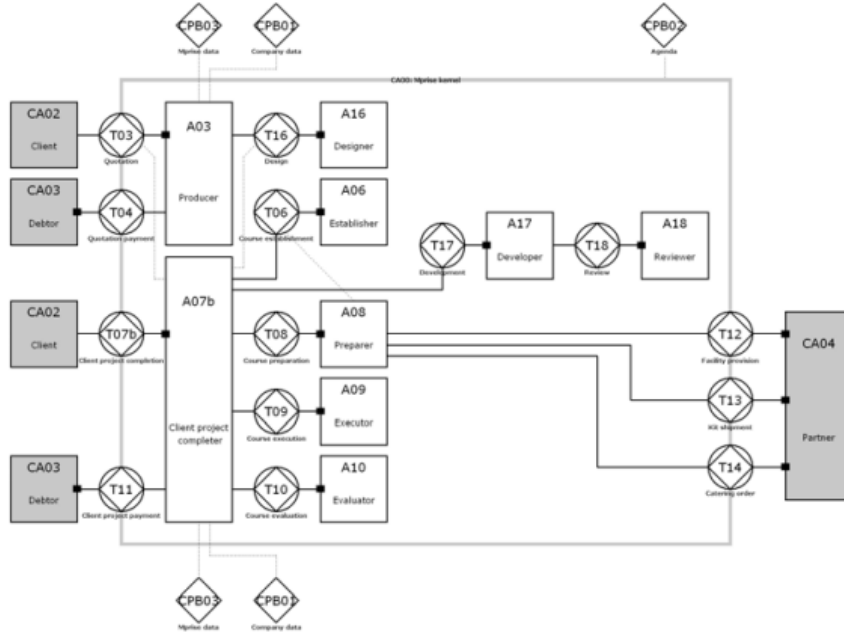 CPB03
CPB01
CPB02
Mprise data
Company data
Agenda
CA00: Mprise kernel
CA02
Client
T03
Quotation
A03
Producer
T16
Design
A16
Designer
CA03
Debtor
T04
Quotation payment
T06
Course establishment
A06
Establisher
T17
Development
A17
Developer
T18
Review
A18
Reviewer
CA02
Client
T07b
Client project completion
A07b
Client project
completer
T08
Course preparation
A08
Preparer
T12
Facility provision
CA04
Partner
T09
Course execution
A09
Executor
T13
Kit shipment
CA03
Debtor
T11
Client project payment
T10
Course evaluation
A10
Evaluator
T14
Catering order
CPB03
CPB01
Mprise data
Company data